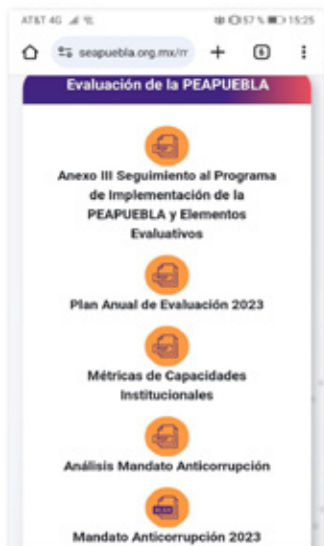 AT&T 4G 57 % 15:25
seapuebla.org.mx/m
6
Evaluación de la PEAPUEBLA
Anexo III Seguimiento al Programa
de Implementación de la
PEAPUEBLA y Elementos
Evaluativos
Plan Anual de Evaluación 2023
Métricas de Capacidades
Institucionales
Análisis Mandato Anticorrupción
Mandato Anticorrupción 2023